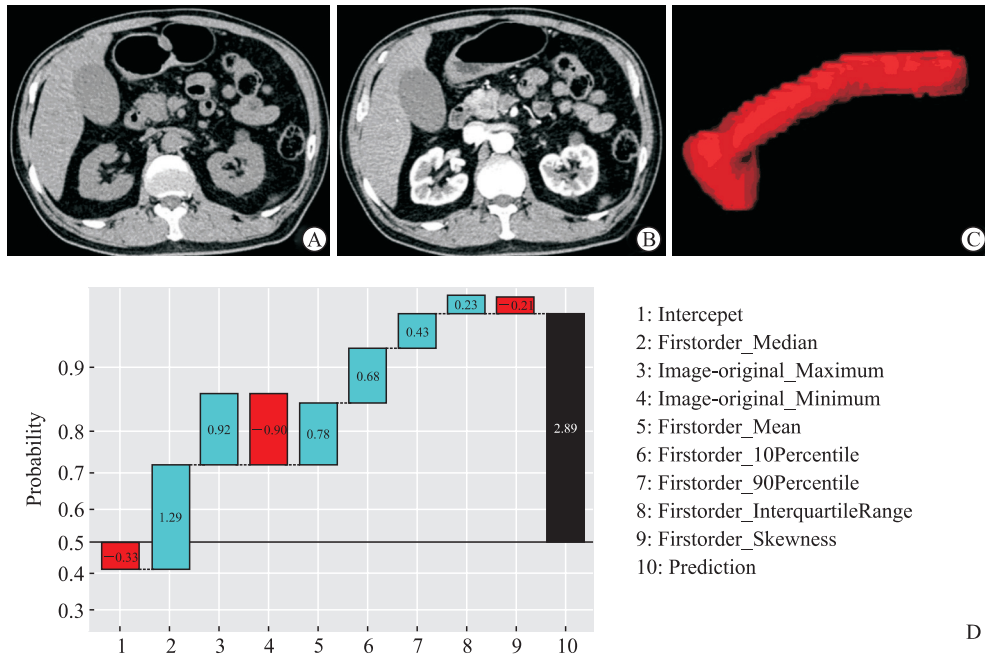 A
B
C
Probability
0.9
0.8
0.7
0.6
0.5
0.4
0.3
−0.33
1.29
0.92
−0.90
0.78
0.68
0.43
0.23
−0.21
2.89
1 2 3 4 5 6 7 8 9 10
1: Intercepet
2: Firstorder_Median
3: Image-original_Maximum
4: Image-original_Minimum
5: Firstorder_Mean
6: Firstorder_10Percentile
7: Firstorder_90Percentile
8: Firstorder_InterquartileRange
9: Firstorder_Skewness
10: Prediction
D